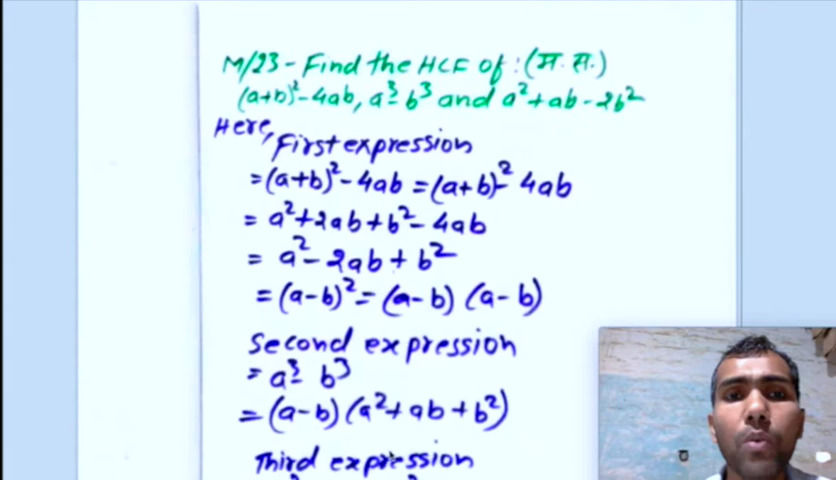 M/23 - Find the HCF of : (म. स.)
(a+b)² - 4ab, a³ - b³ and a² + ab - 2b²
Here,
First expression
= (a+b)² - 4ab = (a+b)² - 4ab
= a² + 2ab + b² - 4ab
= a² - 2ab + b²
= (a-b)² = (a-b) (a-b)
Second expression
= a³ - b³
= (a-b) (a² + ab + b²)
Third expression